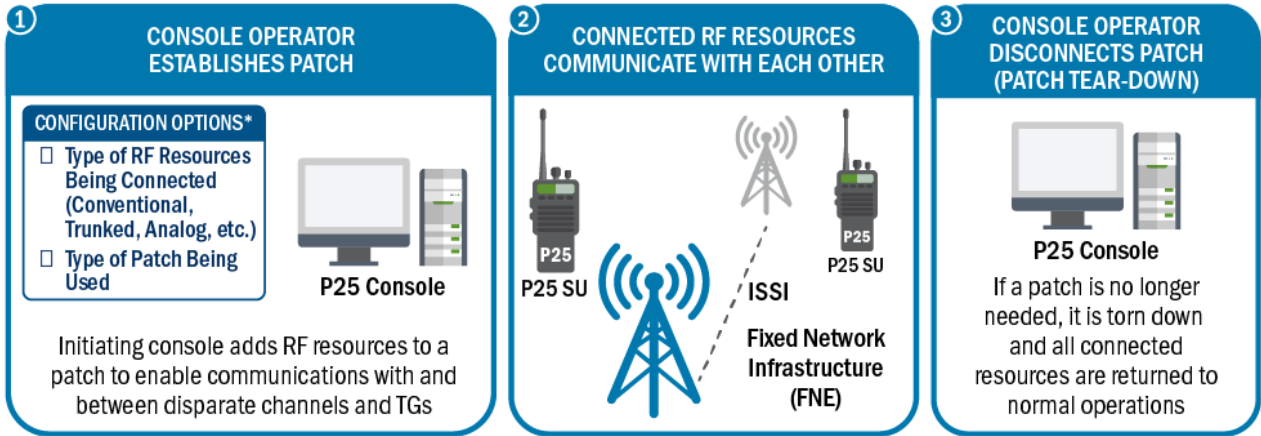 1
CONSOLE OPERATOR
ESTABLISHES PATCH
CONFIGURATION OPTIONS*
☐ Type of RF Resources
Being Connected
(Conventional,
Trunked, Analog, etc.)
☐ Type of Patch Being
Used
P25 Console
Initiating console adds RF resources to a
patch to enable communications with and
between disparate channels and TGs
2
CONNECTED RF RESOURCES
COMMUNICATE WITH EACH OTHER
P25
P25 SU
P25
P25 SU
ISSI
Fixed Network
Infrastructure
(FNE)
3
CONSOLE OPERATOR
DISCONNECTS PATCH
(PATCH TEAR-DOWN)
P25 Console
If a patch is no longer
needed, it is torn down
and all connected
resources are returned to
normal operations